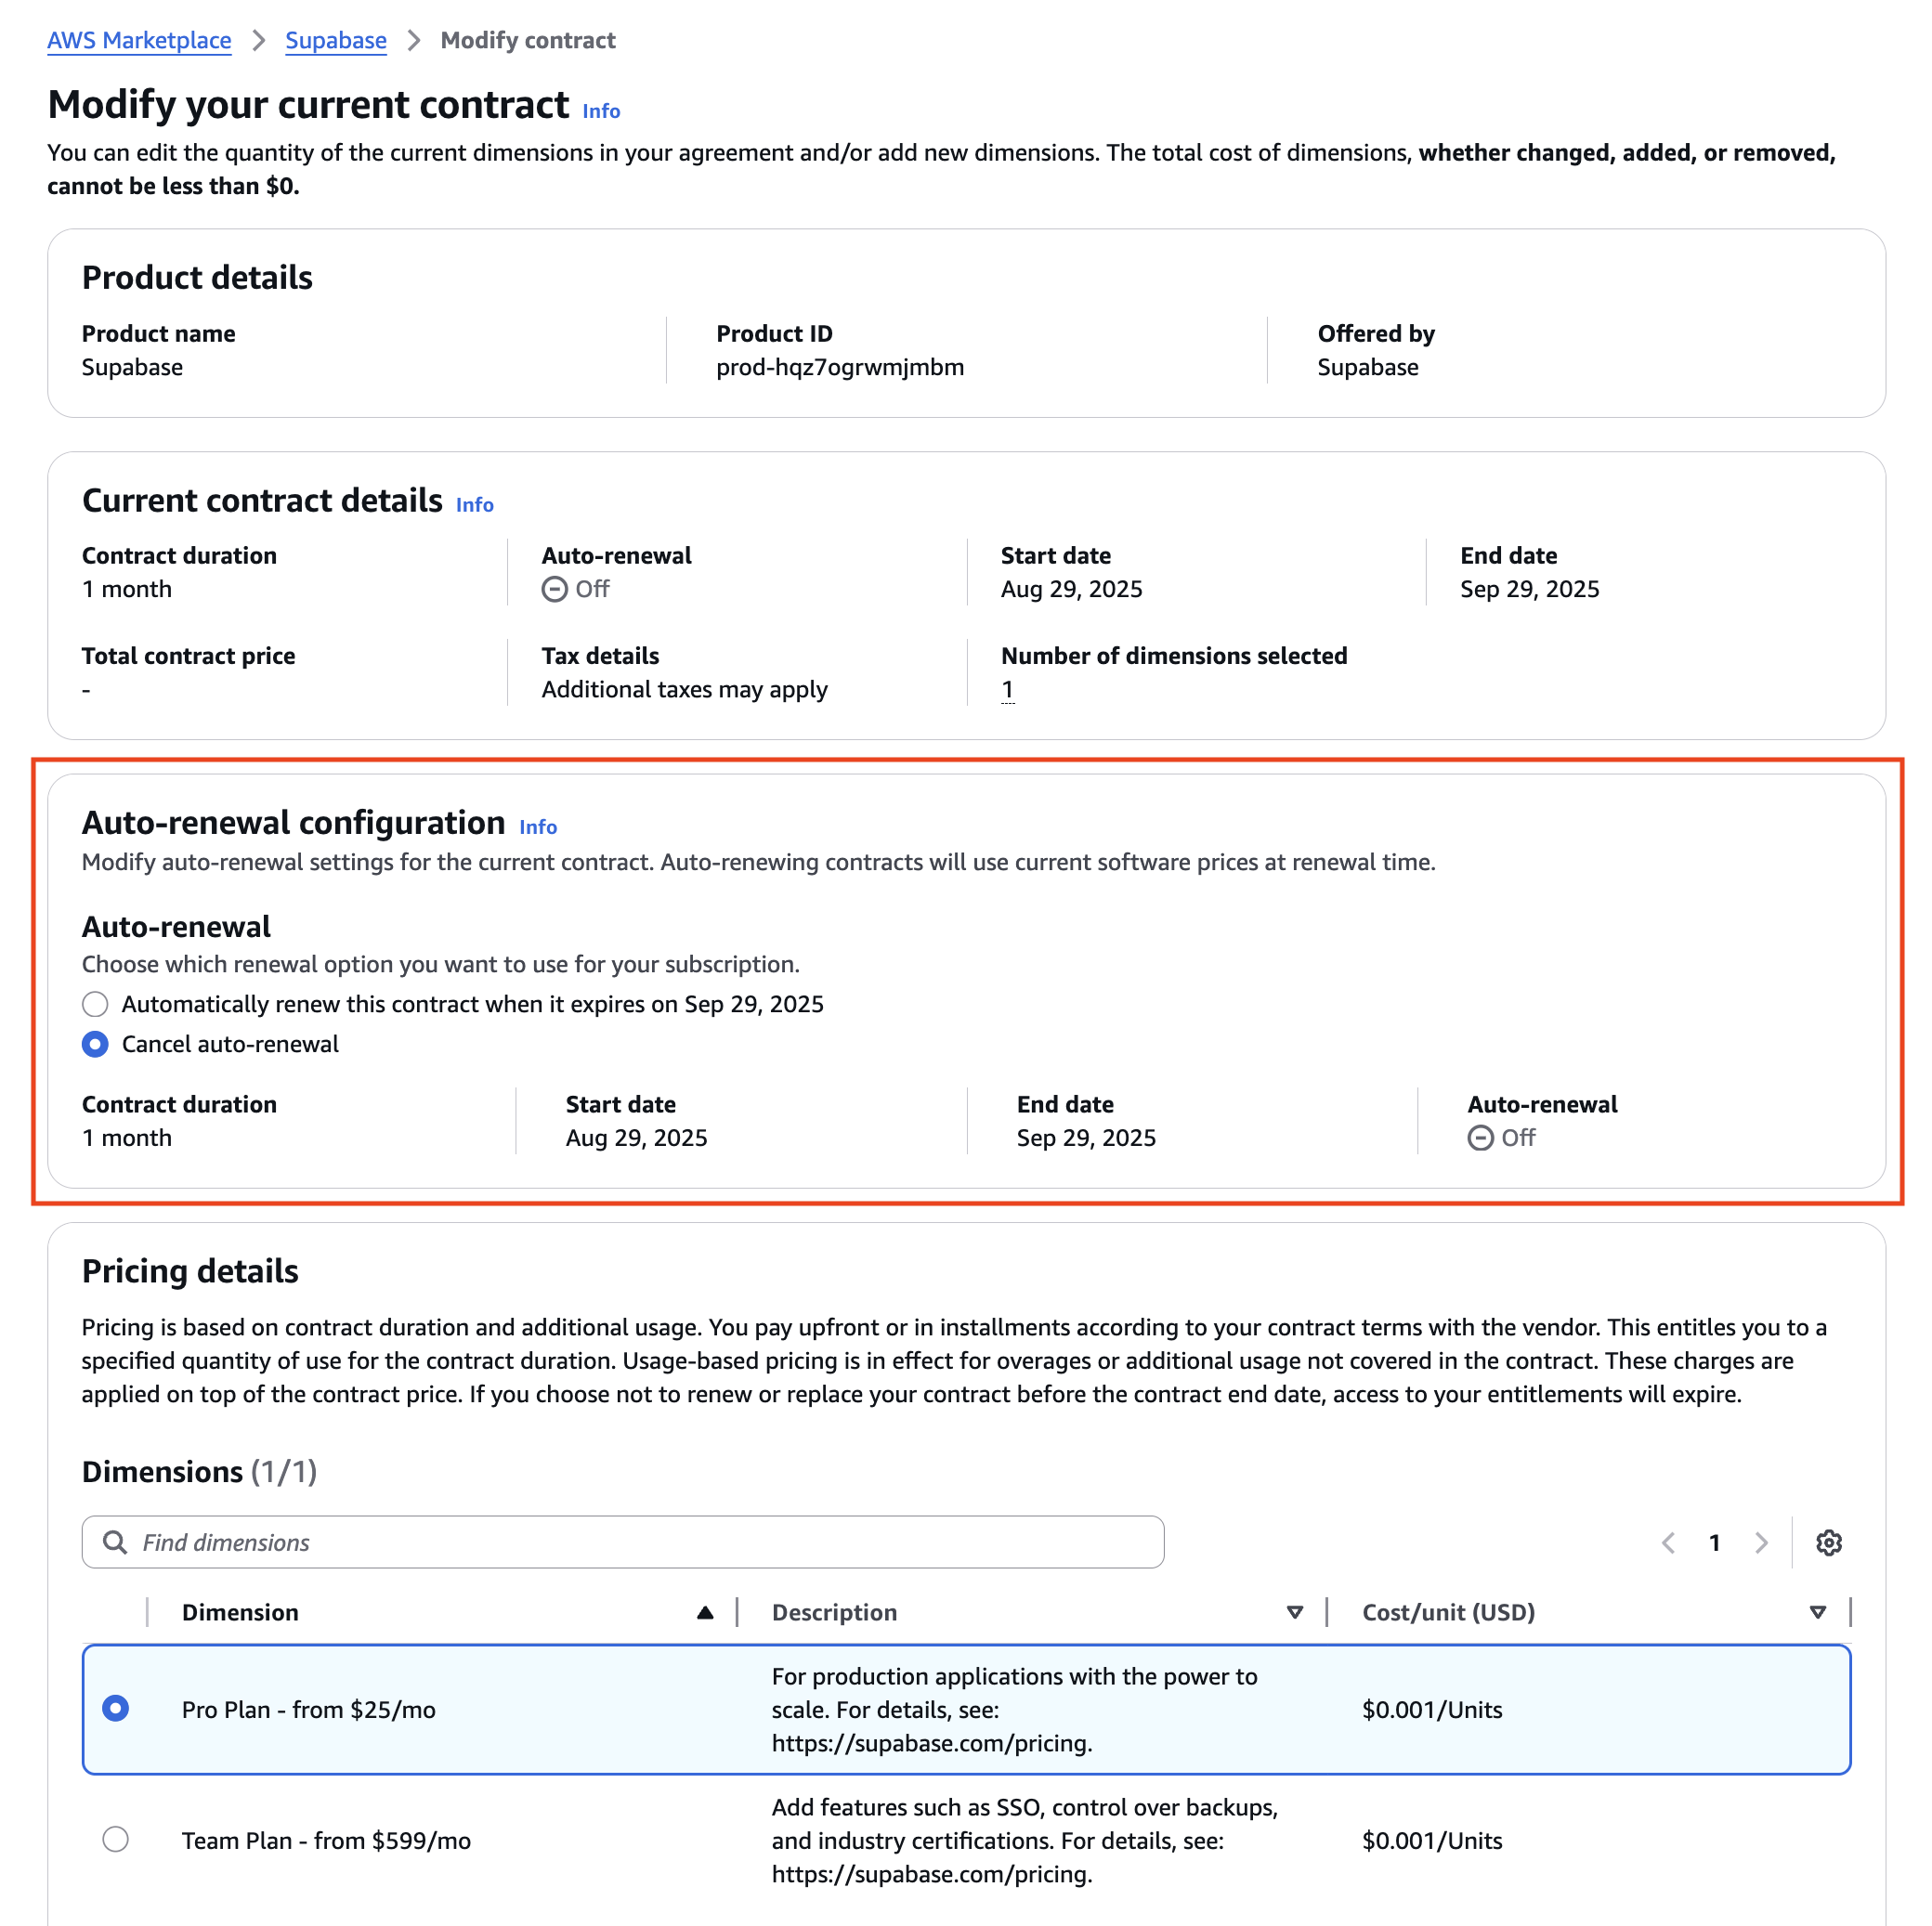 AWS Marketplace > Supabase > Modify contract
Modify your current contract Info
You can edit the quantity of the current dimensions in your agreement and/or add new dimensions. The total cost of dimensions, whether changed, added, or removed,
cannot be less than $0.
Product details
Product name
Supabase
Product ID
prod-hqz7ogrwmjmbm
Offered by
Supabase
Current contract details Info
Contract duration
1 month
Auto-renewal
Off
Start date
Aug 29, 2025
End date
Sep 29, 2025
Total contract price
-
Tax details
Additional taxes may apply
Number of dimensions selected
1
Auto-renewal configuration Info
Modify auto-renewal settings for the current contract. Auto-renewing contracts will use current software prices at renewal time.
Auto-renewal
Choose which renewal option you want to use for your subscription.
Automatically renew this contract when it expires on Sep 29, 2025
Cancel auto-renewal
Contract duration
1 month
Start date
Aug 29, 2025
End date
Sep 29, 2025
Auto-renewal
Off
Pricing details
Pricing is based on contract duration and additional usage. You pay upfront or in installments according to your contract terms with the vendor. This entitles you to a
specified quantity of use for the contract duration. Usage-based pricing is in effect for overages or additional usage not covered in the contract. These charges are
applied on top of the contract price. If you choose not to renew or replace your contract before the contract end date, access to your entitlements will expire.
Dimensions (1/1)
Find dimensions
1
Dimension
Description
Cost/unit (USD)
Pro Plan - from $25/mo
For production applications with the power to
scale. For details, see:
https://supabase.com/pricing.
$0.001/Units
Team Plan - from $599/mo
Add features such as SSO, control over backups,
and industry certifications. For details, see:
https://supabase.com/pricing.
$0.001/Units